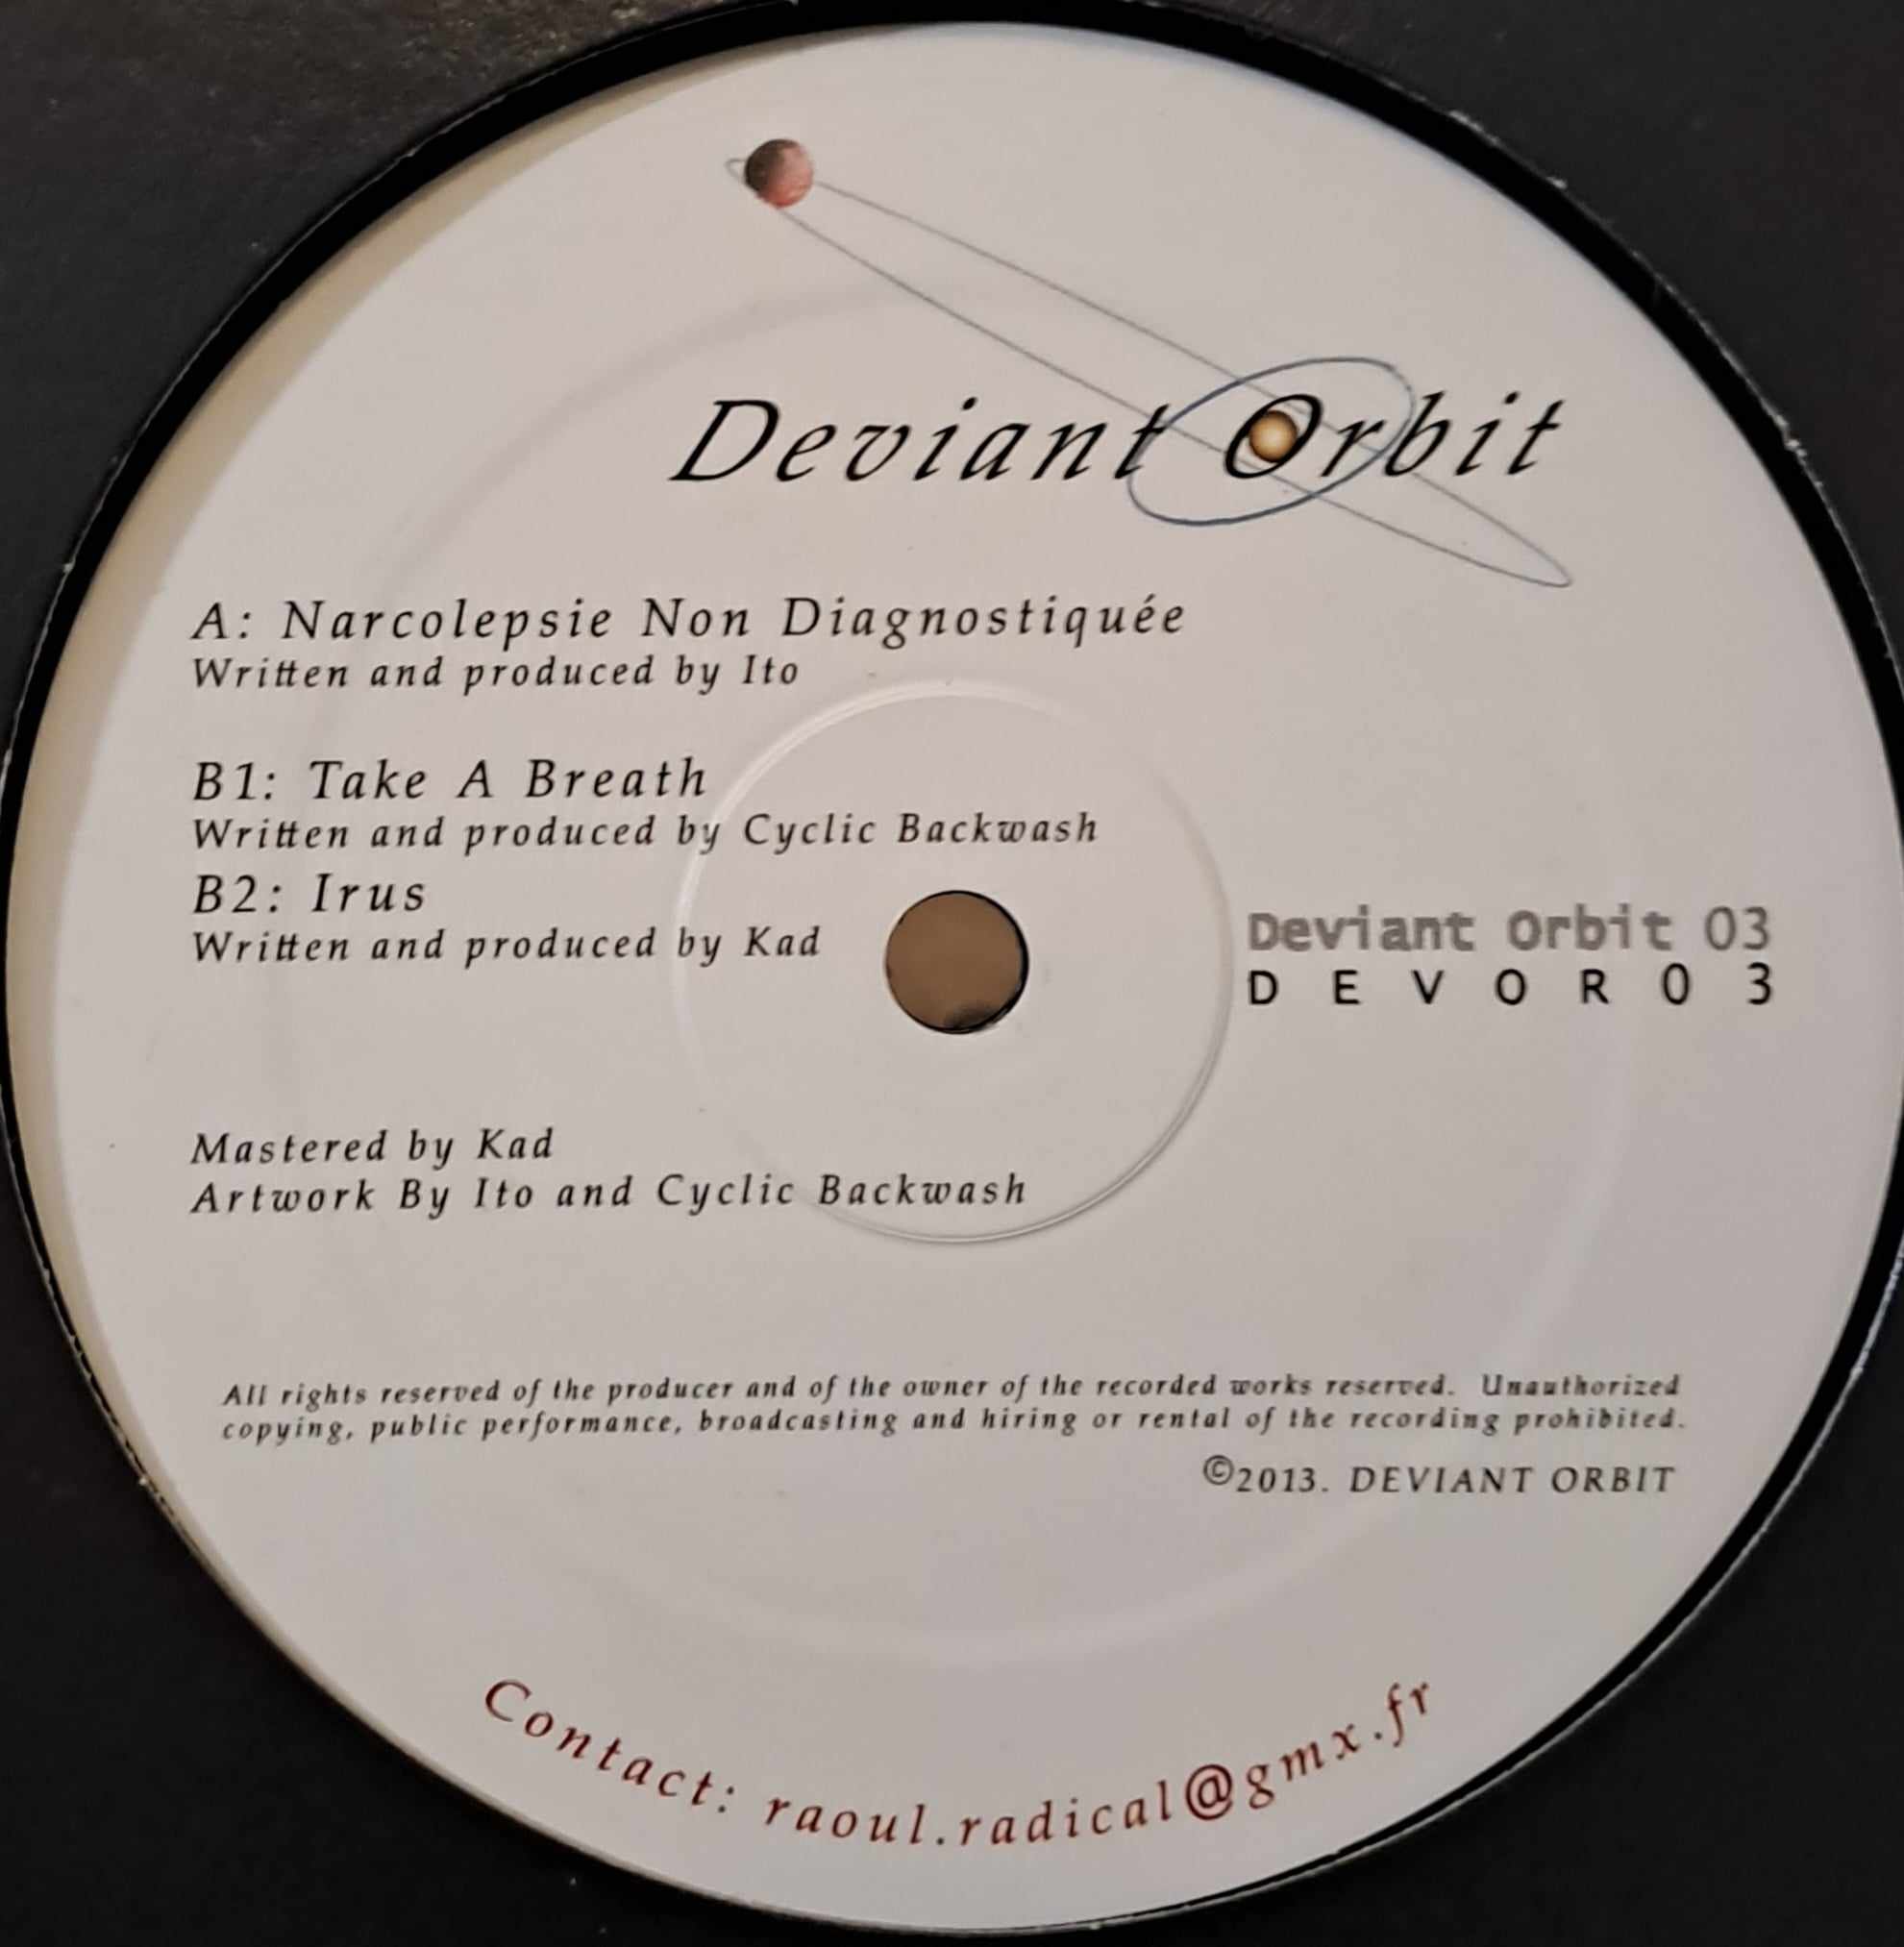 Deviant Orbit
A: Narcolepsie Non Diagnostiquée
Written and produced by Ito
B1: Take A Breath
Written and produced by Cyclic Backwash
B2: Irus
Written and produced by Kad
Deviant Orbit 03
DEVOR03
Mastered by Kad
Artwork By Ito and Cyclic Backwash
All rights reserved of the producer and of the owner of the recorded works reserved. Unauthorized
copying, public performance, broadcasting and hiring or rental of the recording prohibited.
©2013. DEVIANT ORBIT
Contact: raoul.radical@gmx.fr